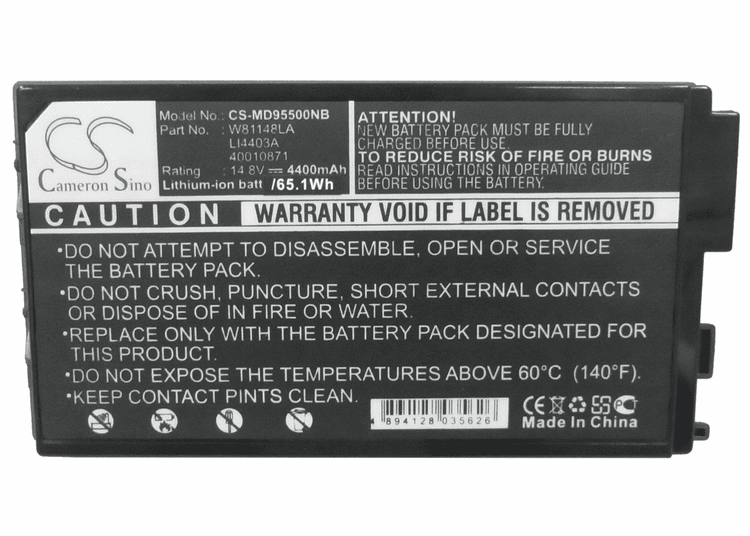 CS
Cameron Sino
Model No.: CS-MD95500NB
Part No. : W81148LA
LI4403A
40010871
Rating : 14.8V 4400mAh
Lithium-ion batt /65.1Wh
ATTENTION!
NEW BATTERY PACK MUST BE
FULLY CHARGED BEFORE USE.
TO REDUCE RISK OF FIRE OR BURNS
READ INSTRUCTIONS IN OPERATING GUIDE
BEFORE USING THE BATTERY.
CAUTION WARRANTY VOID IF LABEL IS REMOVED
•DO NOT ATTEMPT TO DISASSEMBLE, OPEN OR SERVICE
THE BATTERY PACK.
•DO NOT CRUSH, PUNCTURE, SHORT EXTERNAL CONTACTS
OR DISPOSE OF IN FIRE OR WATER.
•REPLACE ONLY WITH THE BATTERY PACK DESIGNATED FOR
THIS PRODUCT.
•DO NOT EXPOSE THE TEMPERATURES ABOVE 60°C (140°F).
•KEEP CONTACT PINTS CLEAN.
4 894128 035626
CE
Made In China